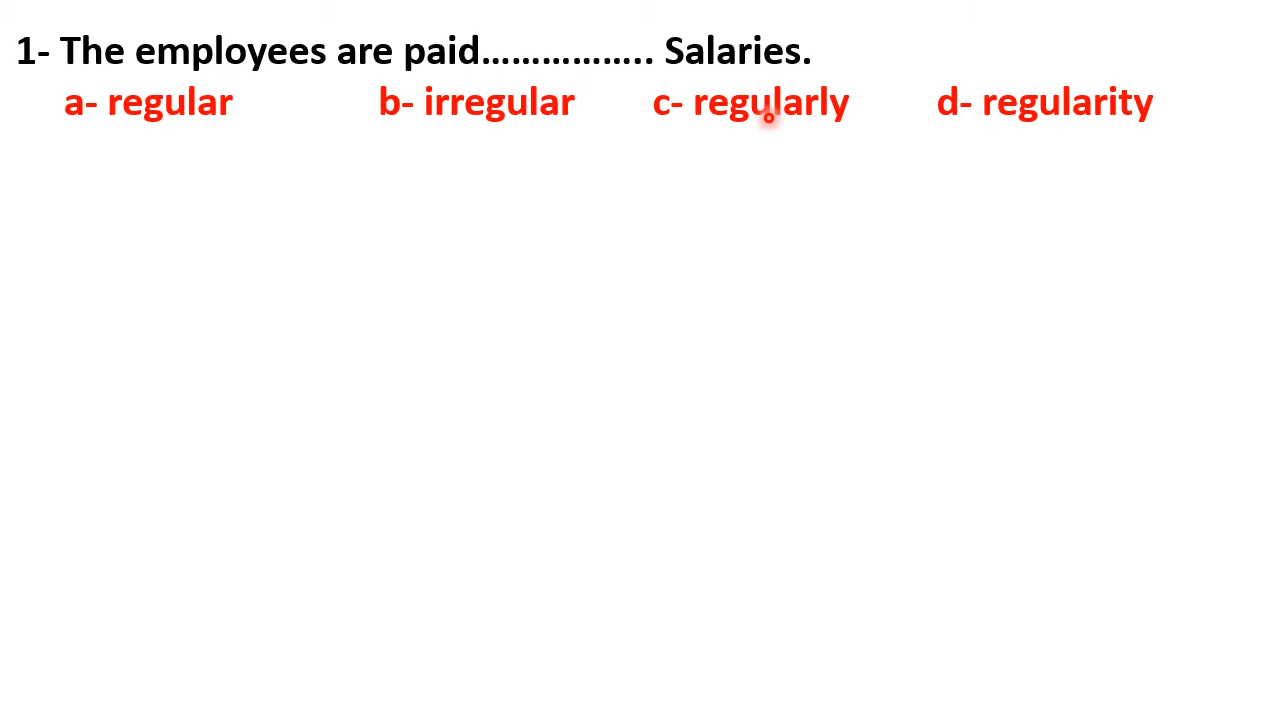 1- The employees are paid…………….. Salaries.
a- regular b- irregular c- regularly d- regularity